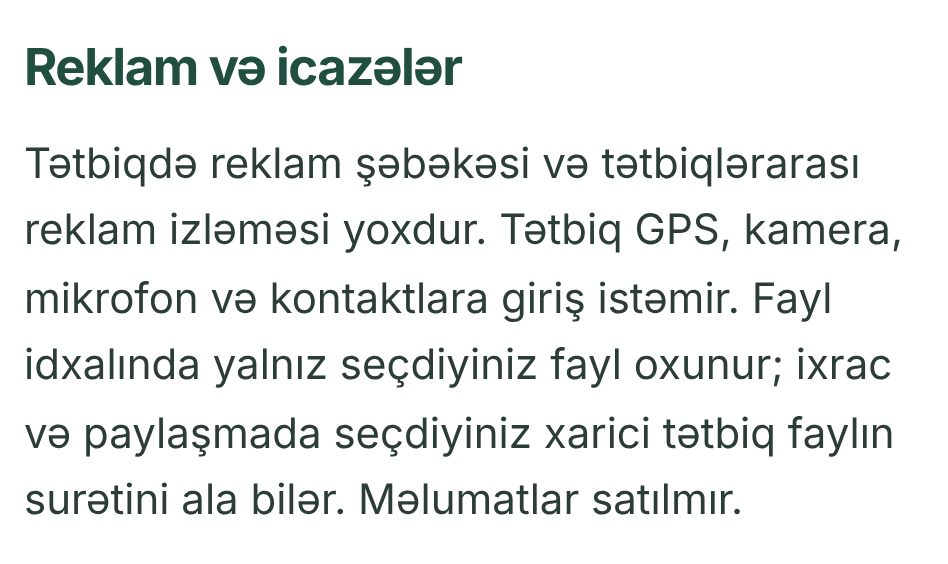 Reklam və icazələr
Tətbiqdə reklam şəbəkəsi və tətbiqlərarası
reklam izləməsi yoxdur. Tətbiq GPS, kamera,
mikrofon və kontaktlara giriş istəmir. Fayl
idxalında yalnız seçdiyiniz fayl oxunur; ixrac
və paylaşmada seçdiyiniz xarici tətbiq faylın
surətini ala bilər. Məlumatlar satılmır.